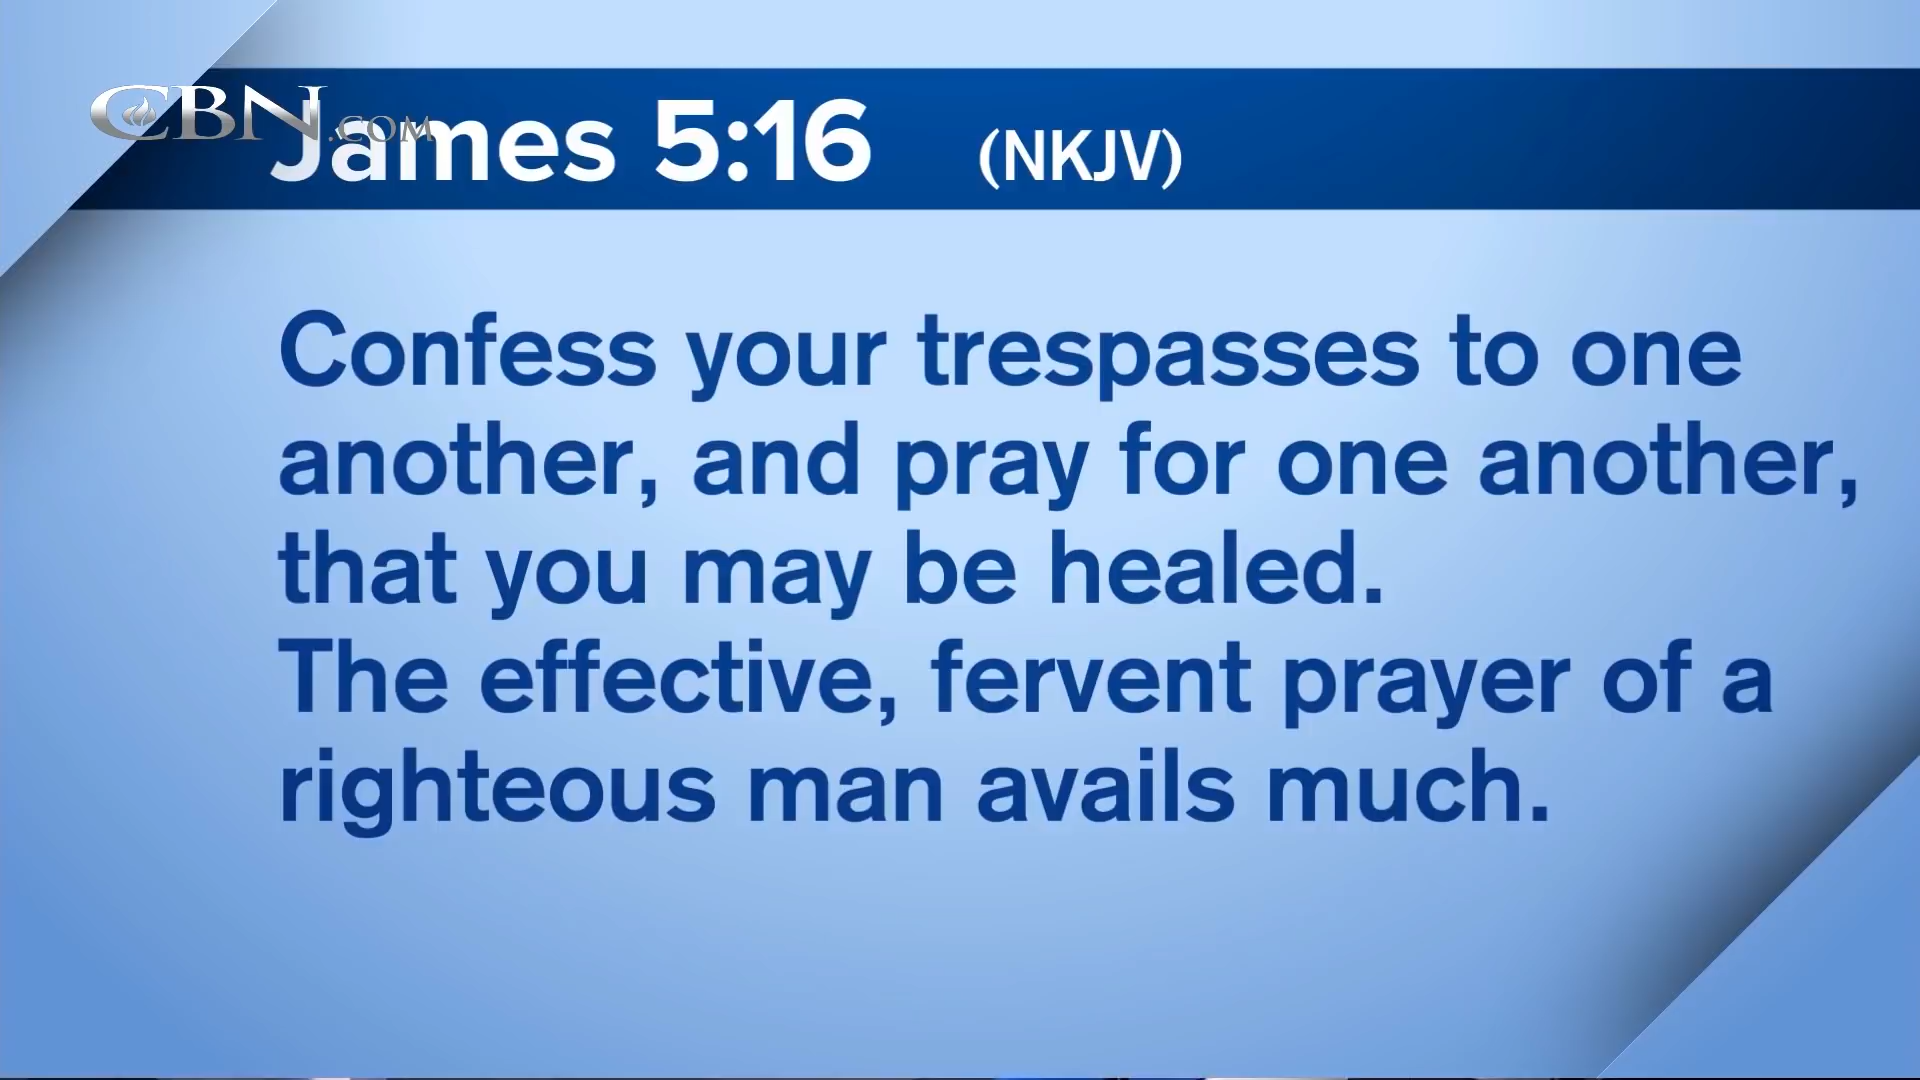 CBN.COM
James 5:16 (NKJV)
Confess your trespasses to one
another, and pray for one another,
that you may be healed.
The effective, fervent prayer of a
righteous man avails much.